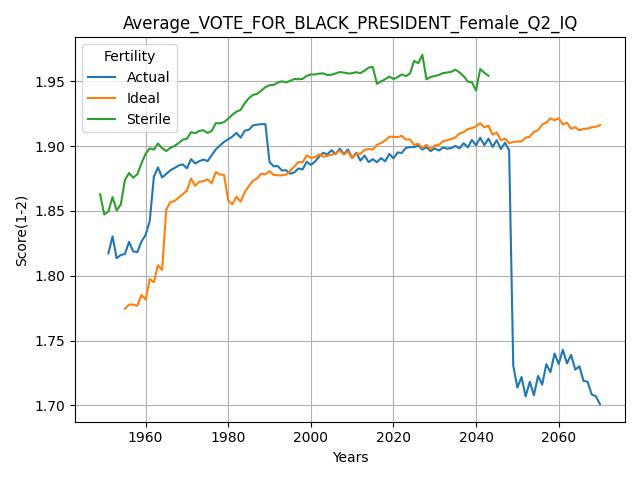 Average_VOTE_FOR_BLACK_PRESIDENT_Female_Q2_IQ
Fertility
Actual
Ideal
Sterile
Score(1-2)
1.95
1.90
1.85
1.80
1.75
1.70
1960 1980 2000 2020 2040 2060
Years